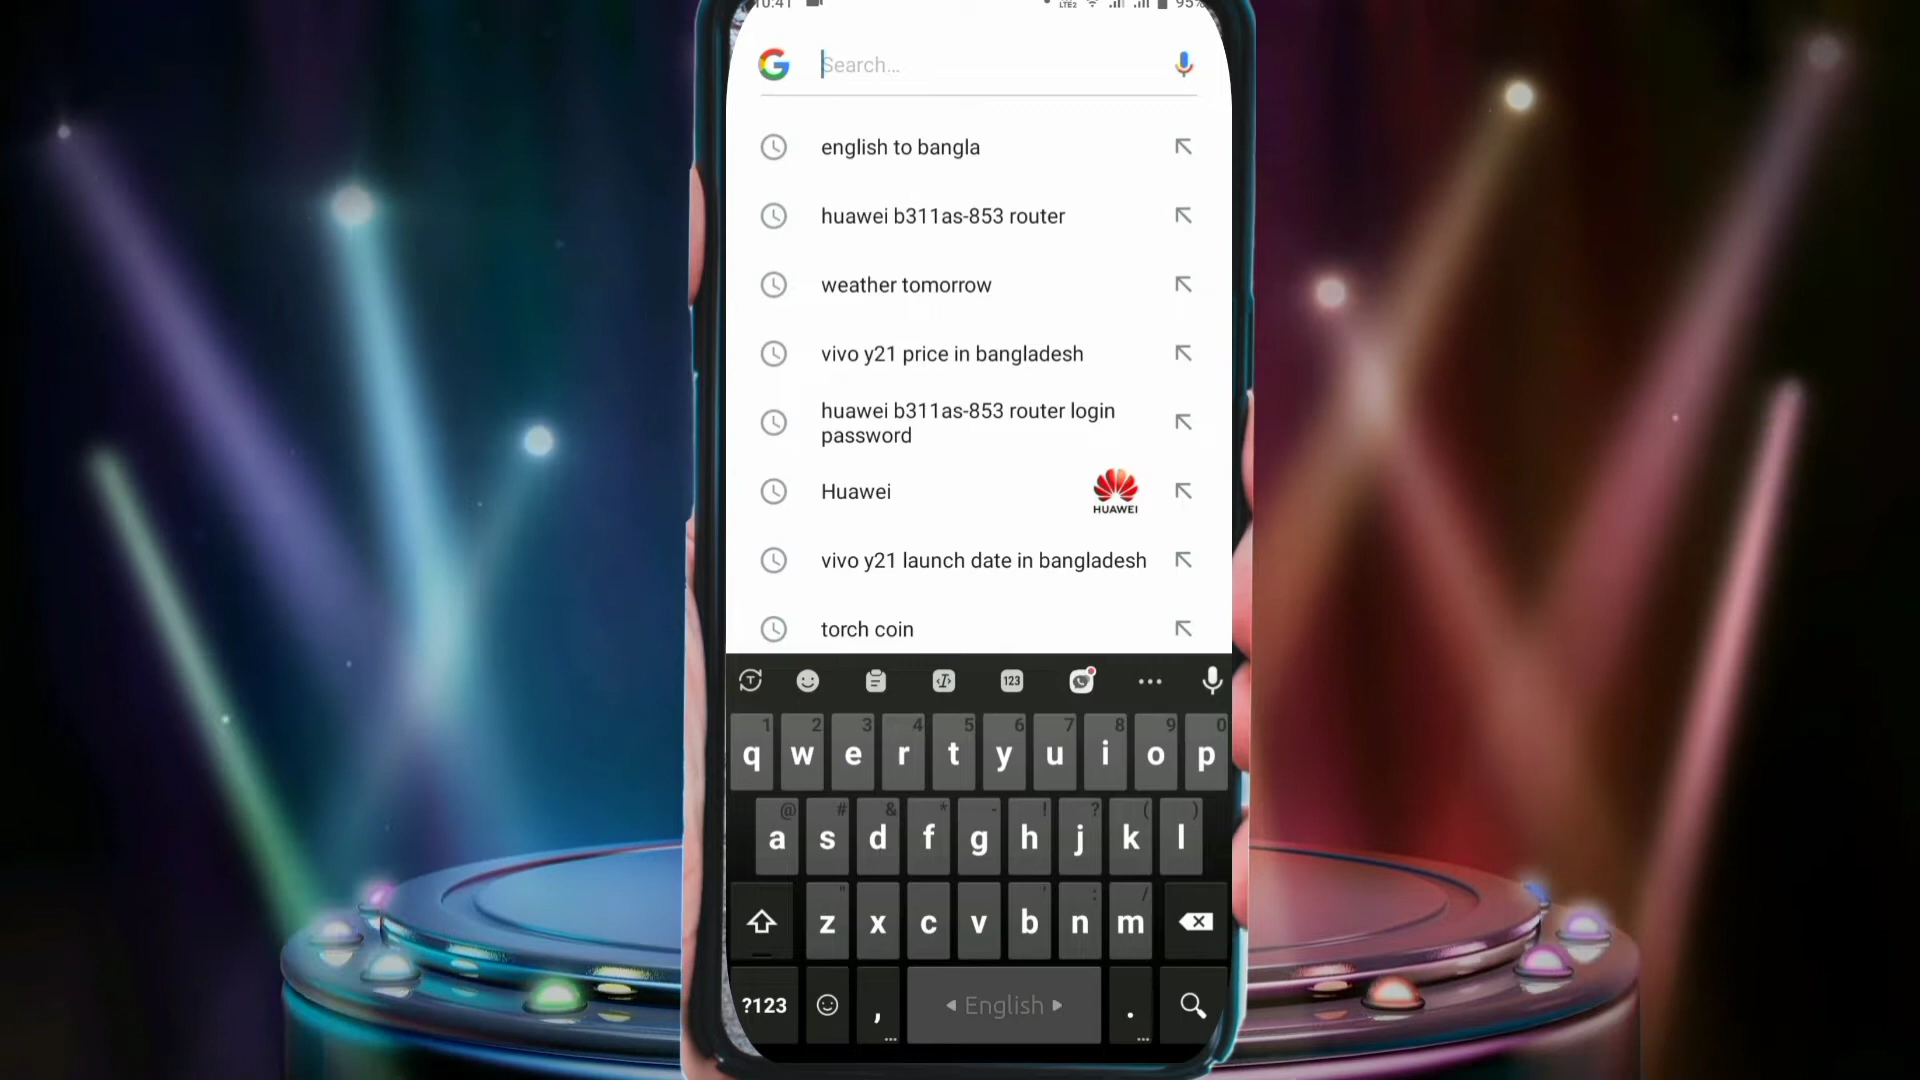 10:41 LTE2 95%
Search...
english to bangla
huawei b311as-853 router
weather tomorrow
vivo y21 price in bangladesh
huawei b311as-853 router login
password
Huawei
HUAWEI
vivo y21 launch date in bangladesh
torch coin
T I 123
1 2 3 4 5 6 7 8 9 0
q w e r t y u i o p
@ # & * - ! ? ( )
a s d f g h j k l
" ' : /
z x c v b n m
?123 , English .